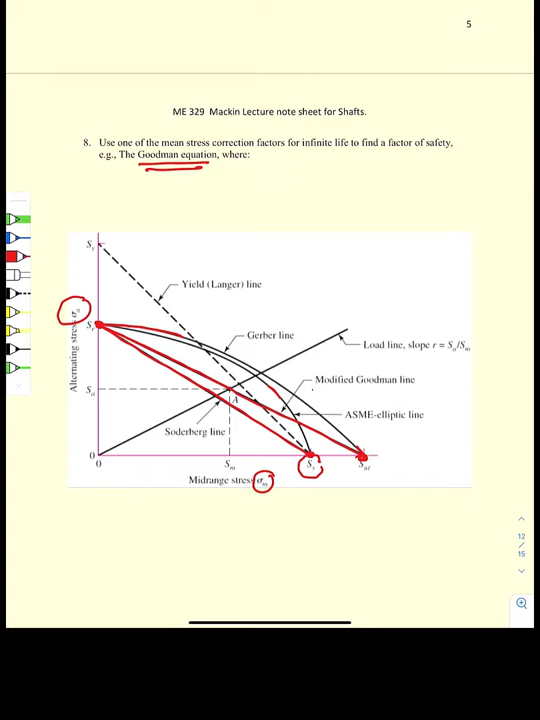 5
ME 329 Mackin Lecture note sheet for Shafts.
8. Use one of the mean stress correction factors for infinite life to find a factor of safety,
e.g., The Goodman equation, where:
Sy
Yield (Langer) line
Alternating stress σa
Gerber line
Load line, slope r = Sa/Sm
Modified Goodman line
Sa
A
ASME-elliptic line
Soderberg line
0
0
Sm
Sy
Sut
Midrange stress σm
12
/
15